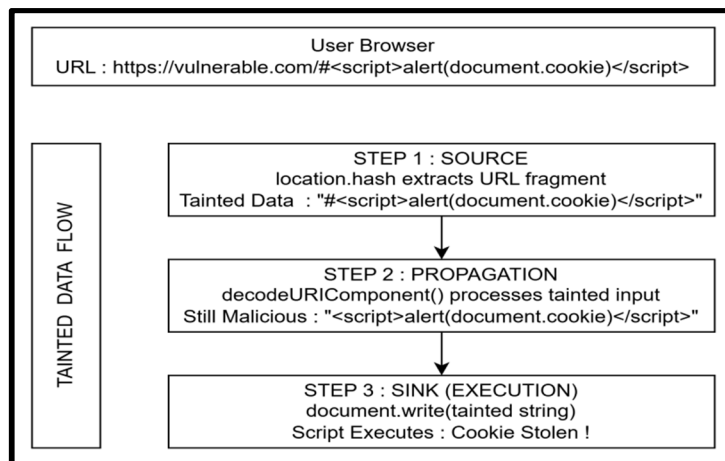 User Browser
URL : https://vulnerable.com/#<script>alert(document.cookie)</script>
TAINTED DATA FLOW
STEP 1 : SOURCE
location.hash extracts URL fragment
Tainted Data : "#<script>alert(document.cookie)</script>"
STEP 2 : PROPAGATION
decodeURIComponent() processes tainted input
Still Malicious : "<script>alert(document.cookie)</script>"
STEP 3 : SINK (EXECUTION)
document.write(tainted string)
Script Executes : Cookie Stolen !